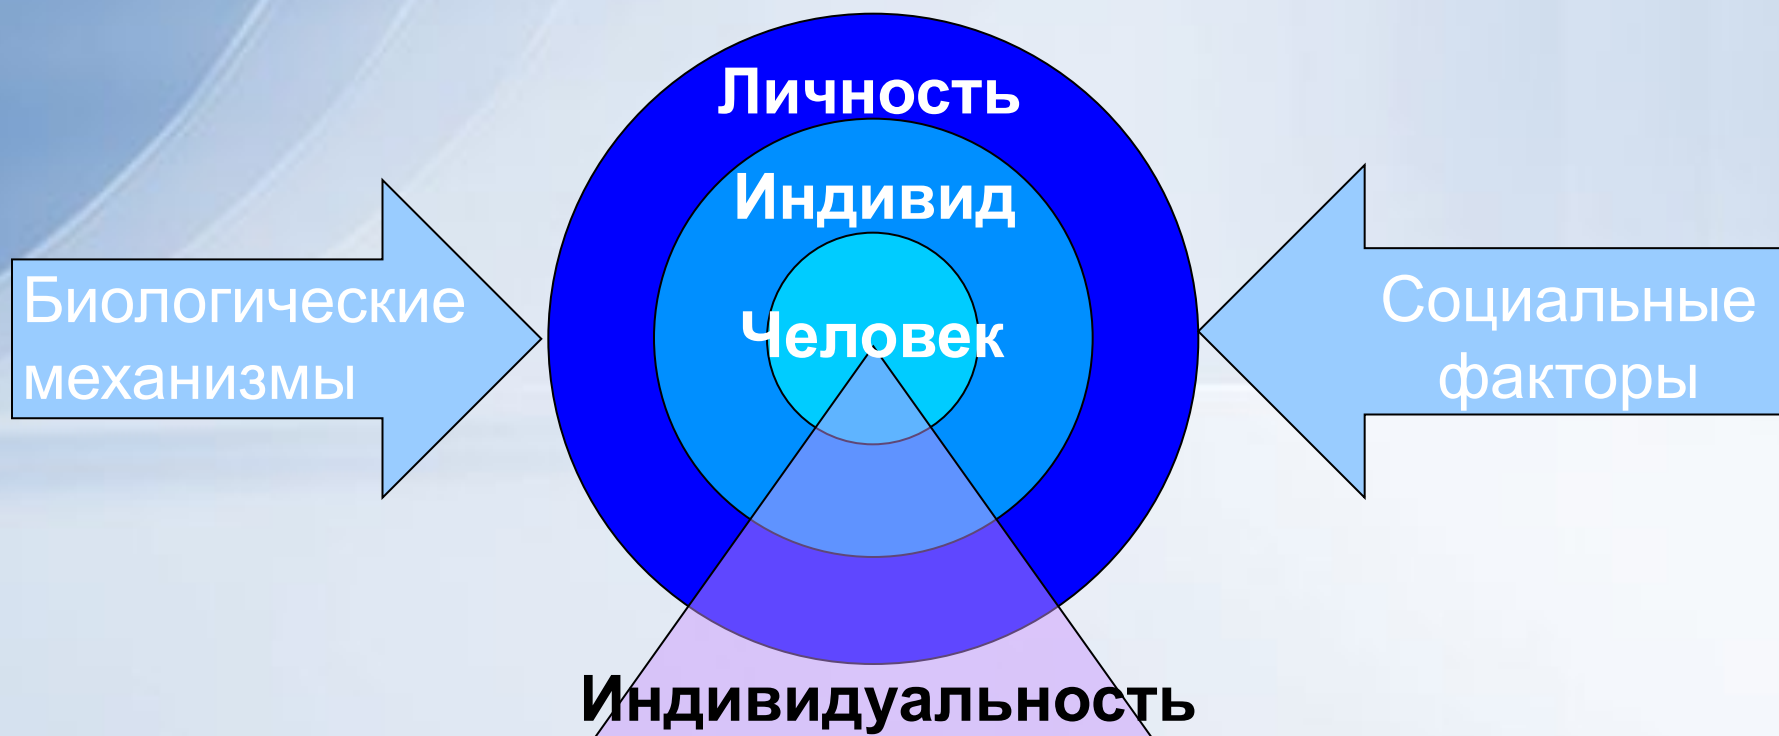 Личность
Индивид
Человек
Биологические
механизмы
Социальные
факторы
Индивидуальность